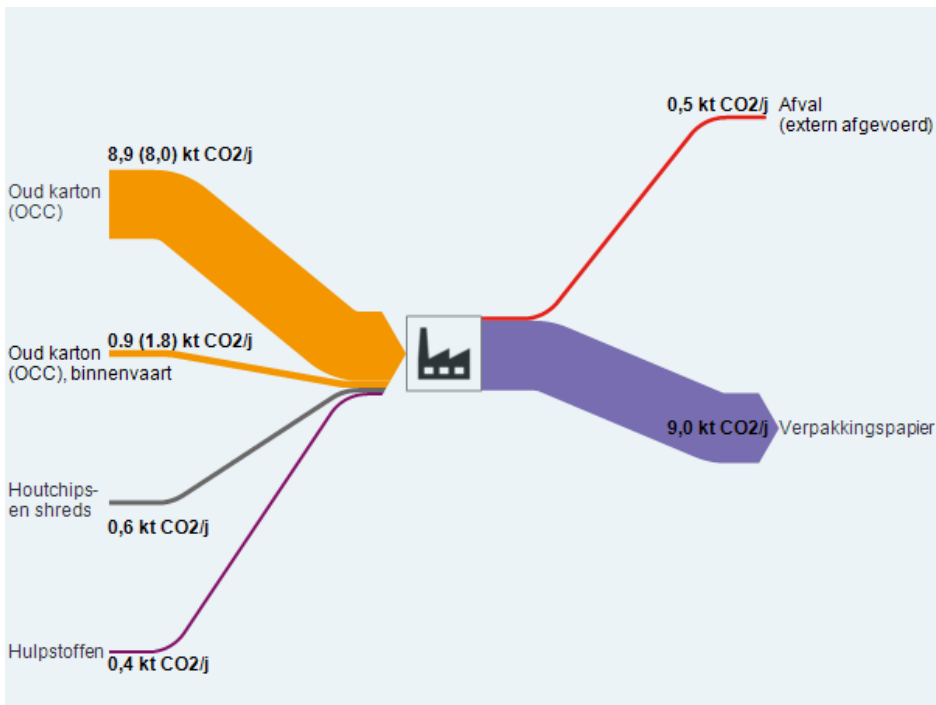 0,5 kt CO2/j Afval
(extern afgevoerd)
8,9 (8,0) kt CO2/j
Oud karton
(OCC)
0.9 (1.8) kt CO2/j
Oud karton
(OCC), binnenvaart
9,0 kt CO2/j Verpakkingspapier
Houtchips-
en shreds
0,6 kt CO2/j
Hulpstoffen
0,4 kt CO2/j